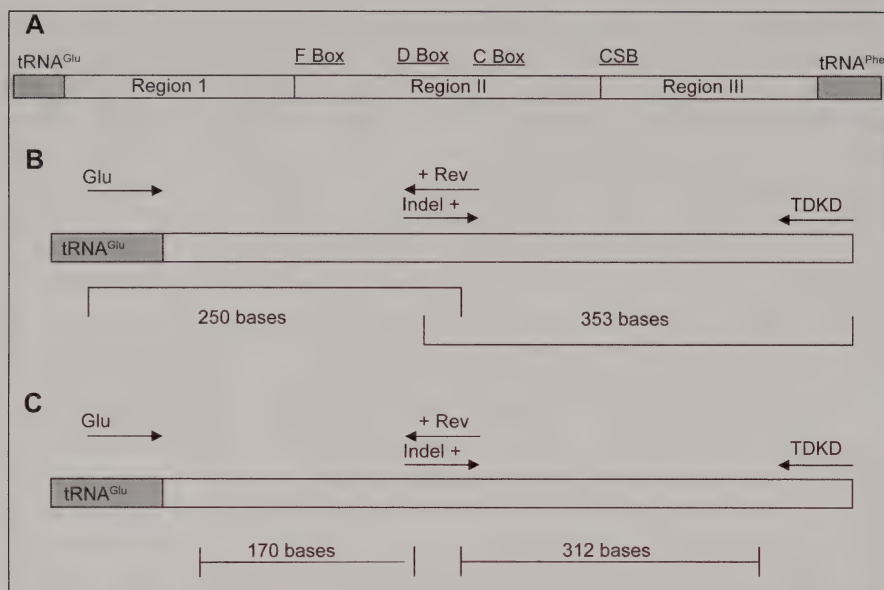 A
tRNAGlu
F Box D Box C Box CSB
tRNAPhe
Region 1 Region II Region III
B
Glu
+ Rev
Indel +
TDKD
tRNAGlu
250 bases 353 bases
C
Glu
+ Rev
Indel +
TDKD
tRNAGlu
170 bases 312 bases